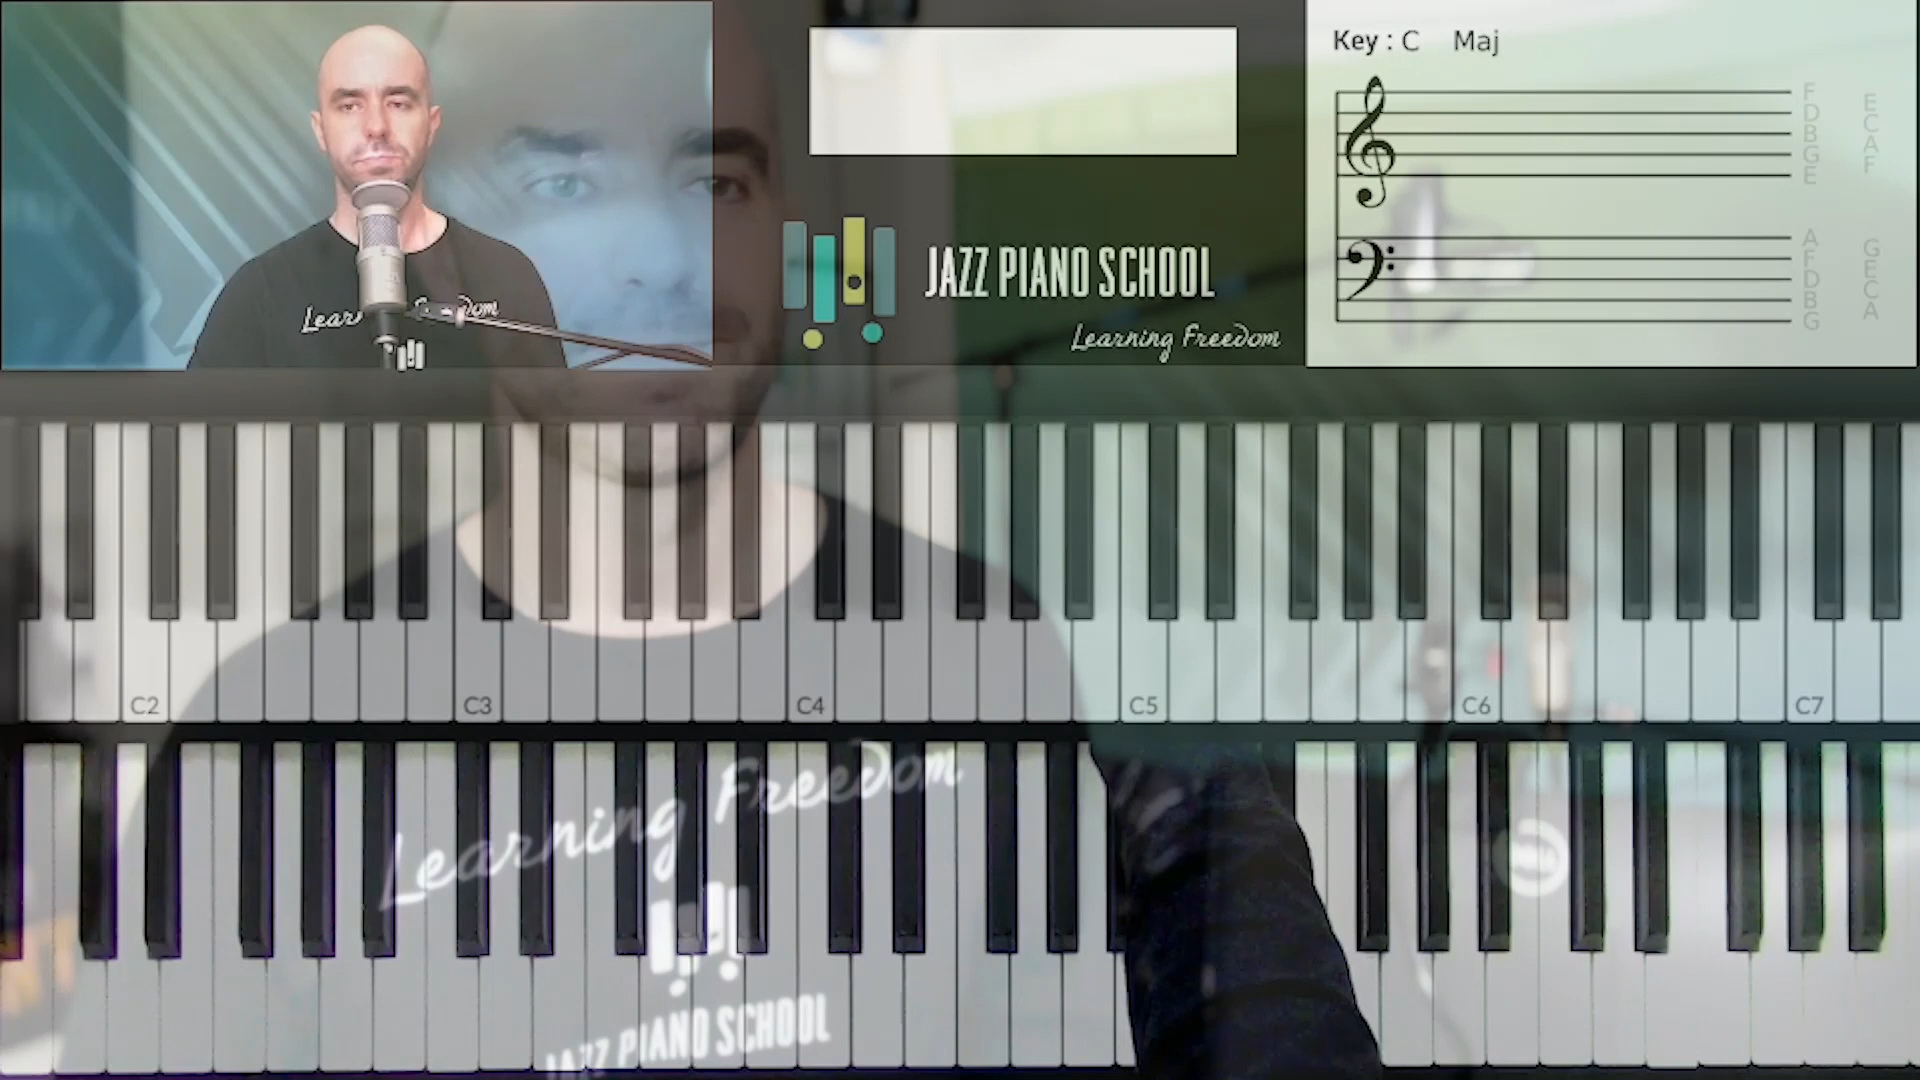 Key : C Maj
F
D
B
G
E
E
C
A
F
A
F
D
B
G
G
E
C
A
JAZZ PIANO SCHOOL
Learning Freedom
C2 C3 C4 C5 C6 C7
Learning Freedom
JAZZ PIANO SCHOOL